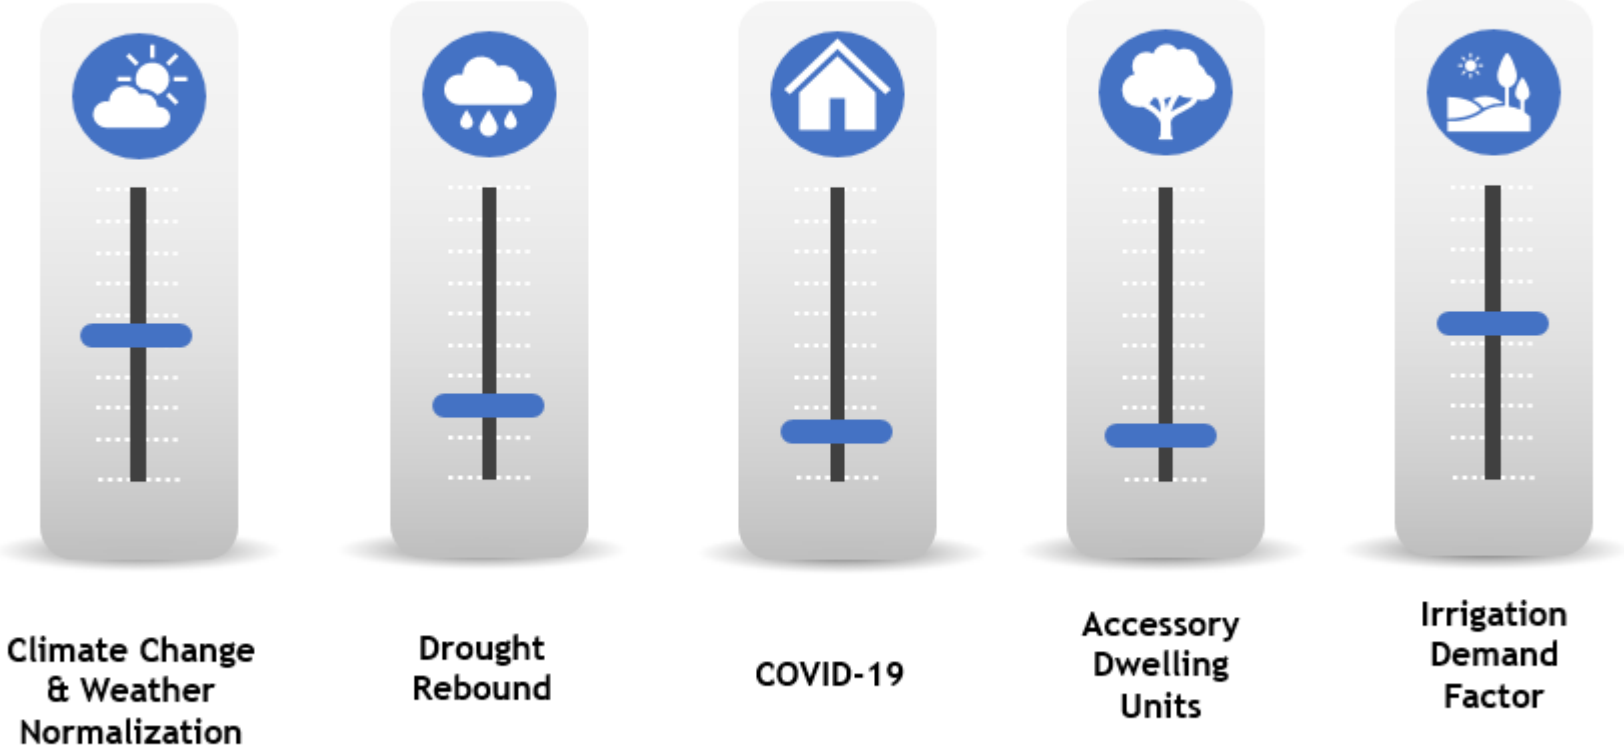 Climate Change
& Weather
Normalization
Drought
Rebound
COVID-19
Accessory
Dwelling
Units
Irrigation
Demand
Factor